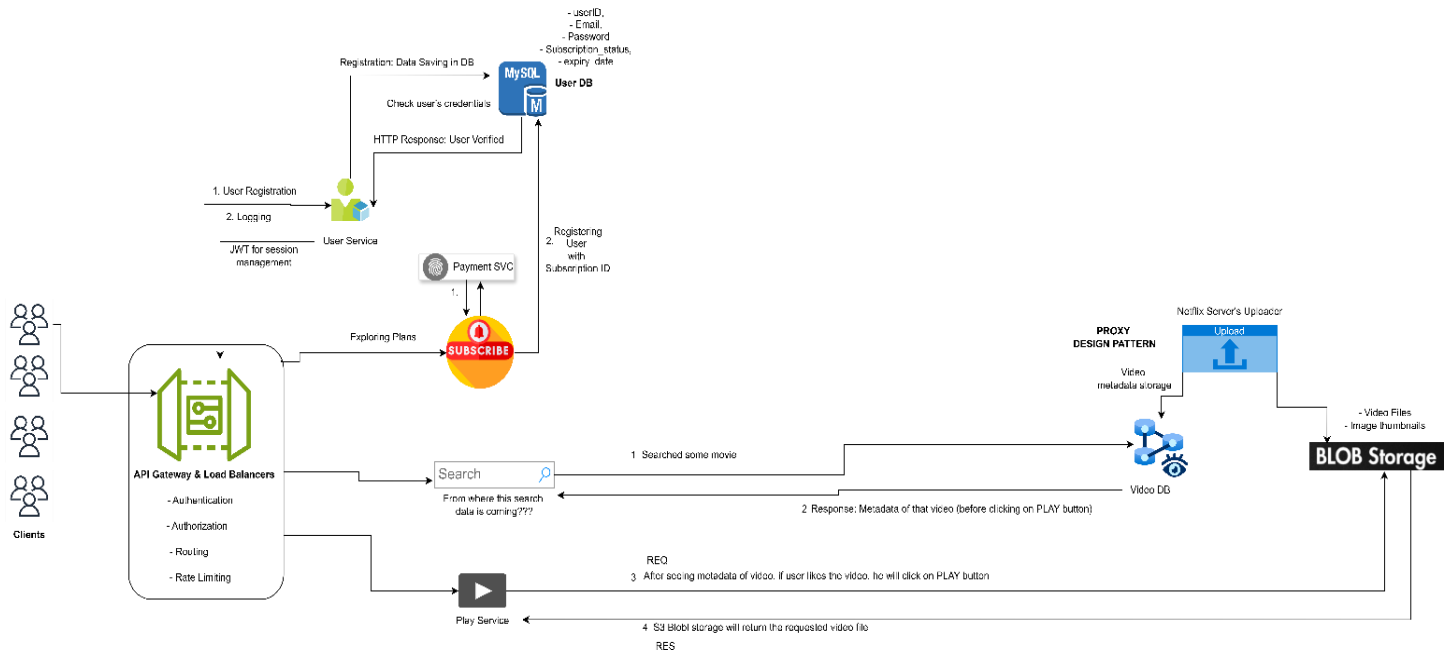 - userID,
- Email,
- Password
- Subscription_status,
- expiry_date
Registration: Data Saving in DB
MySQL
M
User DB
Check user's credentials
HTTP Response: User Verified
1. User Registration
2. Logging
JWT for session
management
User Service
2.
Registering
User
with
Subscription ID
Payment SVC
1.
Exploring Plans
SUBSCRIBE
Netflix Server's Uploader
Upload
PROXY
DESIGN PATTERN
Video
metadata storage
- Video Files
- Image thumbnails
BLOB Storage
API Gateway & Load Balancers
- Authentication
- Authorization
- Routing
- Rate Limiting
Clients
Search
From where this search
data is coming???
1 Searched some movie
Video DB
2 Response: Metadata of that video (before clicking on PLAY button)
REQ
3 After seeing metadata of video, if user likes the video, he will click on PLAY button
Play Service
4 S3 Blobl storage will return the requested video file
RES